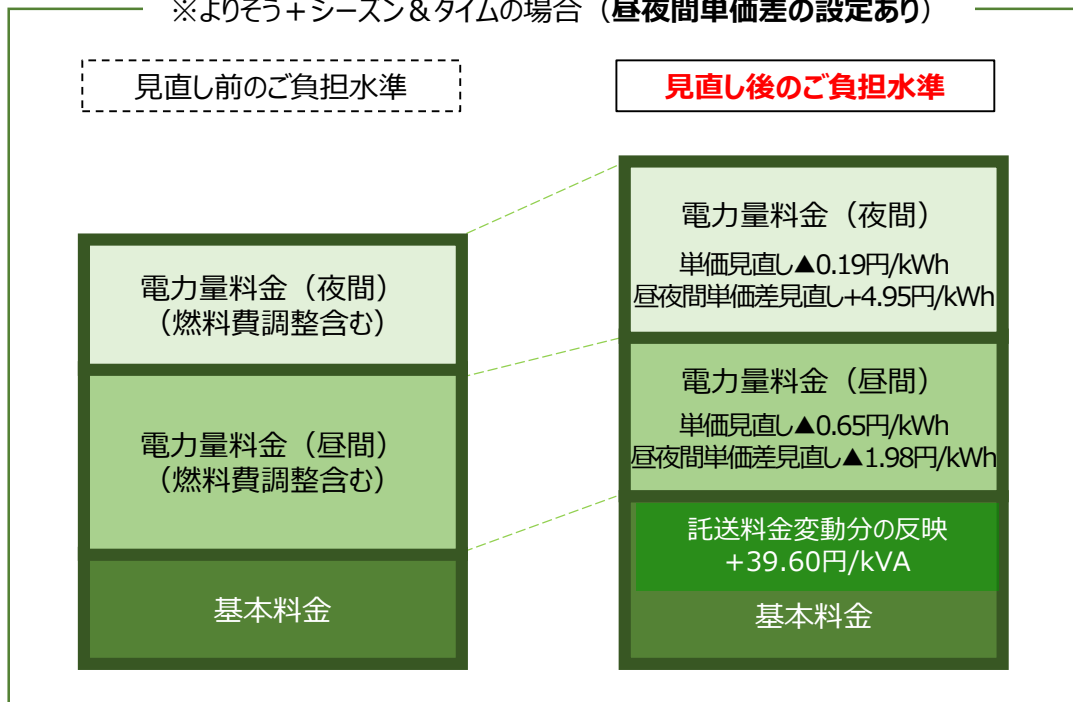 ※よりそう+シーズン&タイムの場合(昼夜間単価差の設定あり)
見直し前のご負担水準
見直し後のご負担水準
電力量料金(夜間)
(燃料費調整含む)
電力量料金(昼間)
(燃料費調整含む)
基本料金
電力量料金(夜間)
単価見直し▲0.19円/kWh
昼夜間単価差見直し+4.95円/kWh
電力量料金(昼間)
単価見直し▲0.65円/kWh
昼夜間単価差見直し▲1.98円/kWh
託送料金変動分の反映
+39.60円/kVA
基本料金